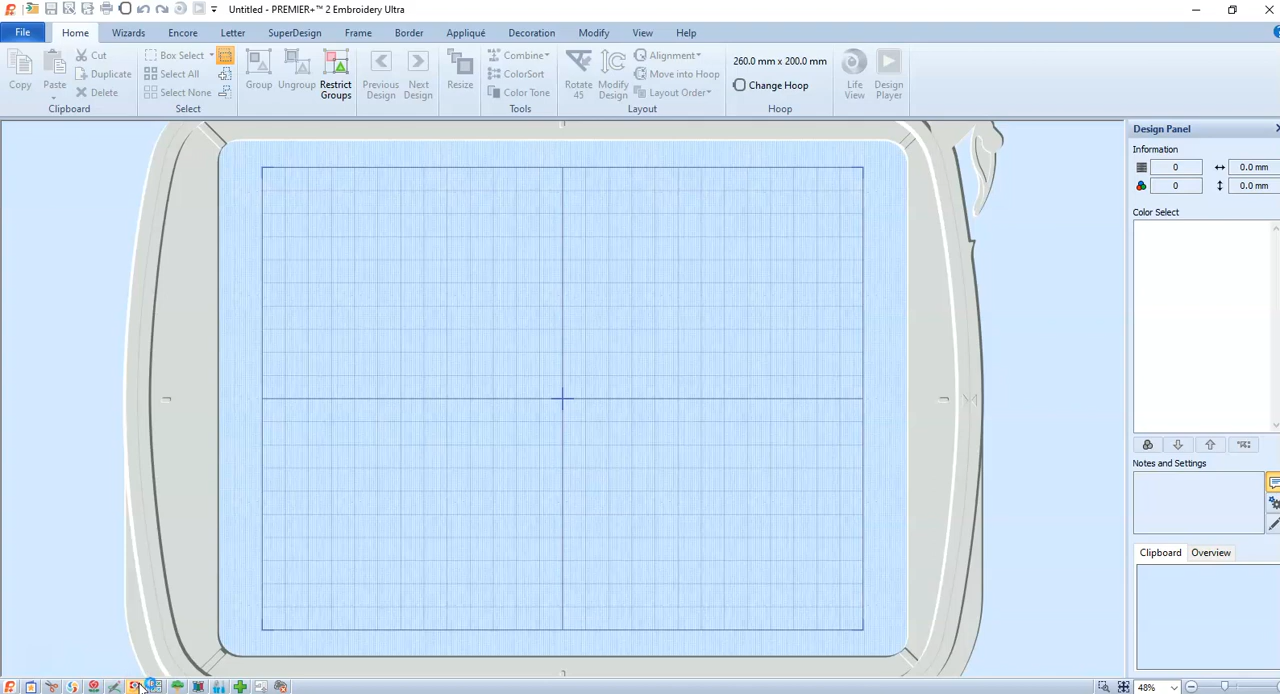 Untitled - PREMIER+™ 2 Embroidery Ultra
File Home Wizards Encore Letter SuperDesign Frame Border Appliqué Decoration Modify View Help
Copy
Paste
Cut
Duplicate
Delete
Clipboard
Box Select
Select All
Select None
Select
Group
Ungroup
Restrict
Groups
Previous
Design
Next
Design
Resize
Combine
ColorSort
Color Tone
Tools
Rotate
45
Modify
Design
Alignment
Move into Hoop
Layout Order
Layout
260.0 mm x 200.0 mm
Change Hoop
Hoop
Life
View
Design
Player
Design Panel
Information
0 0.0 mm
0 0.0 mm
Color Select
Notes and Settings
Clipboard Overview
48%